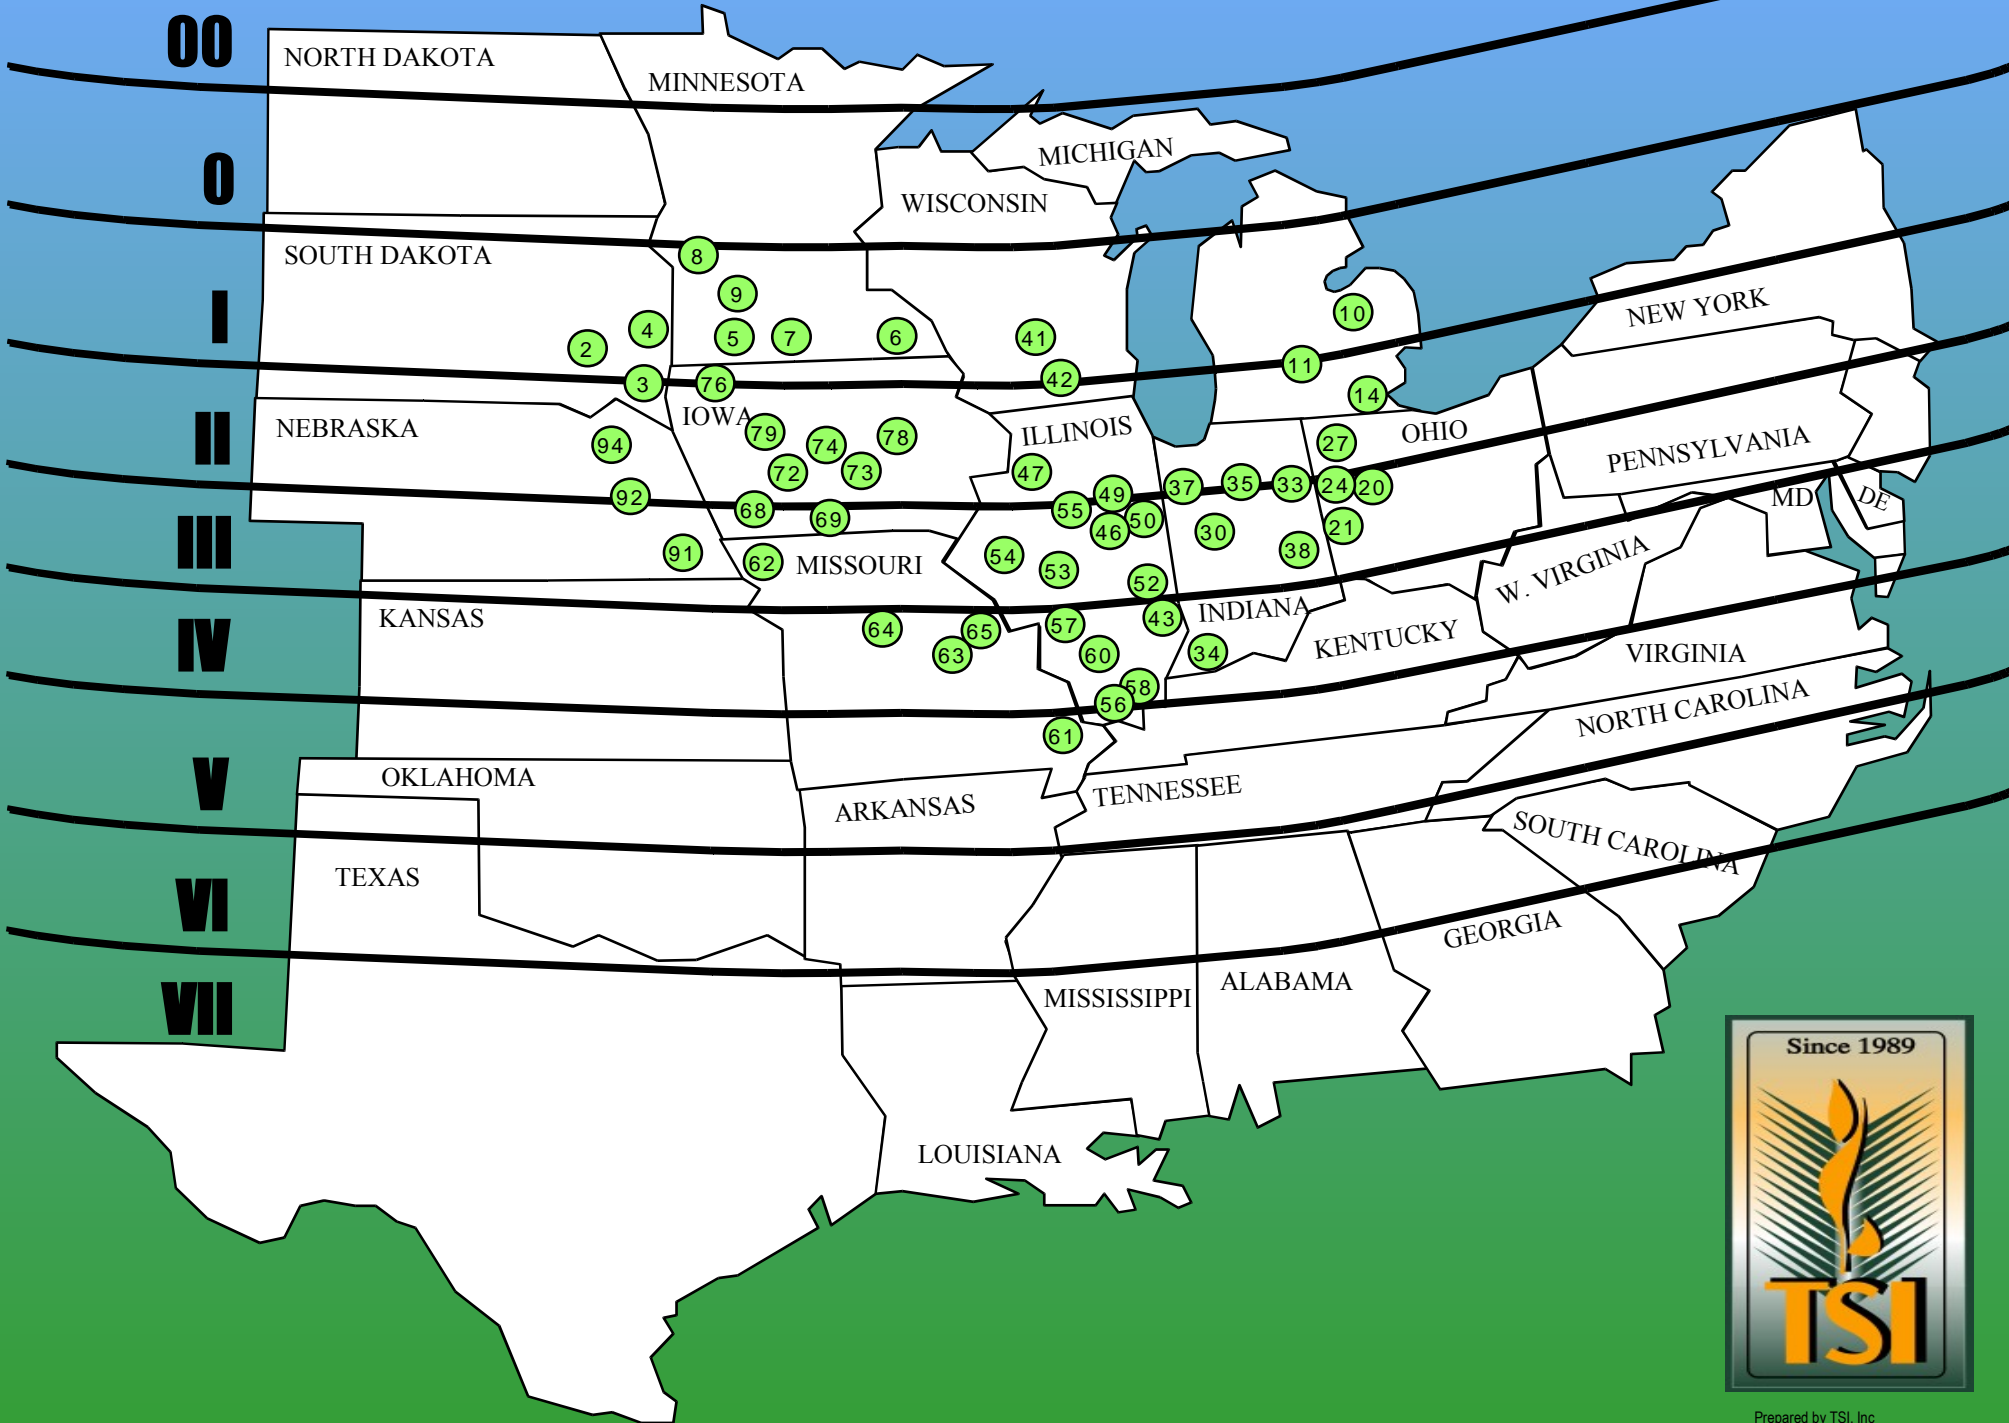 00
NORTH DAKOTA
MINNESOTA
MICHIGAN
0
WISCONSIN
SOUTH DAKOTA
8
9
I
4
5
7
6
41
10
2
NEW YORK
3
76
42
11
14
IOWA
II
NEBRASKA
94
79
74
78
ILLINOIS
27
OHIO
PENNSYLVANIA
72
73
47
92
49
37
35
33
24
20
MD
DE
68
69
55
50
III
46
30
21
91
62
MISSOURI
54
53
38
52
W. VIRGINIA
KANSAS
INDIANA
IV
64
65
57
43
KENTUCKY
63
60
34
VIRGINIA
58
56
NORTH CAROLINA
61
V
OKLAHOMA
ARKANSAS
TENNESSEE
SOUTH CAROLINA
VI
TEXAS
GEORGIA
VII
MISSISSIPPI
ALABAMA
LOUISIANA
Since 1989
TSI
Prepared by TSI, Inc